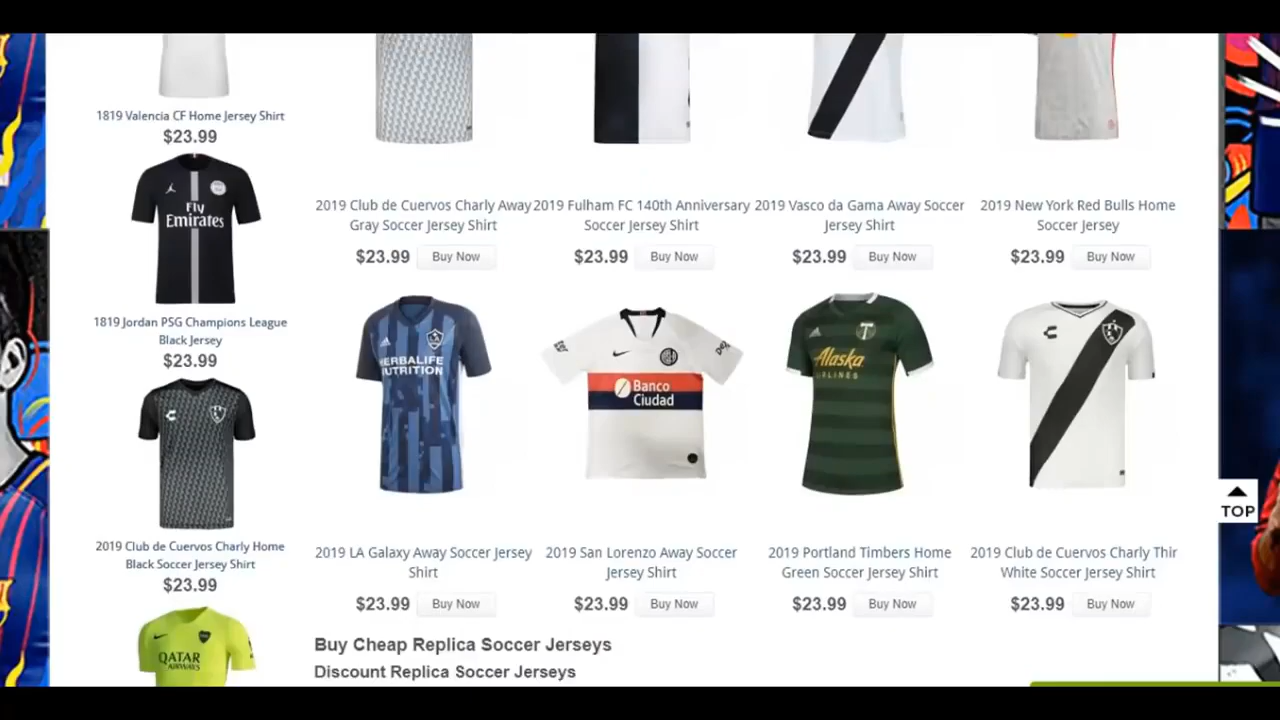 1819 Valencia CF Home Jersey Shirt
$23.99
Fly
Emirates
1819 Jordan PSG Champions League
Black Jersey
$23.99
2019 Club de Cuervos Charly Home
Black Soccer Jersey Shirt
$23.99
QATAR
AIRWAYS
2019 Club de Cuervos Charly Away
Gray Soccer Jersey Shirt
$23.99 Buy Now
2019 Fulham FC 140th Anniversary
Soccer Jersey Shirt
$23.99 Buy Now
2019 Vasco da Gama Away Soccer
Jersey Shirt
$23.99 Buy Now
2019 New York Red Bulls Home
Soccer Jersey
$23.99 Buy Now
HERBALIFE
NUTRITION
2019 LA Galaxy Away Soccer Jersey
Shirt
$23.99 Buy Now
Banco
Ciudad
2019 San Lorenzo Away Soccer
Jersey Shirt
$23.99 Buy Now
Alaska
AIRLINES
2019 Portland Timbers Home
Green Soccer Jersey Shirt
$23.99 Buy Now
2019 Club de Cuervos Charly Thir
White Soccer Jersey Shirt
$23.99 Buy Now
Buy Cheap Replica Soccer Jerseys
Discount Replica Soccer Jerseys
TOP